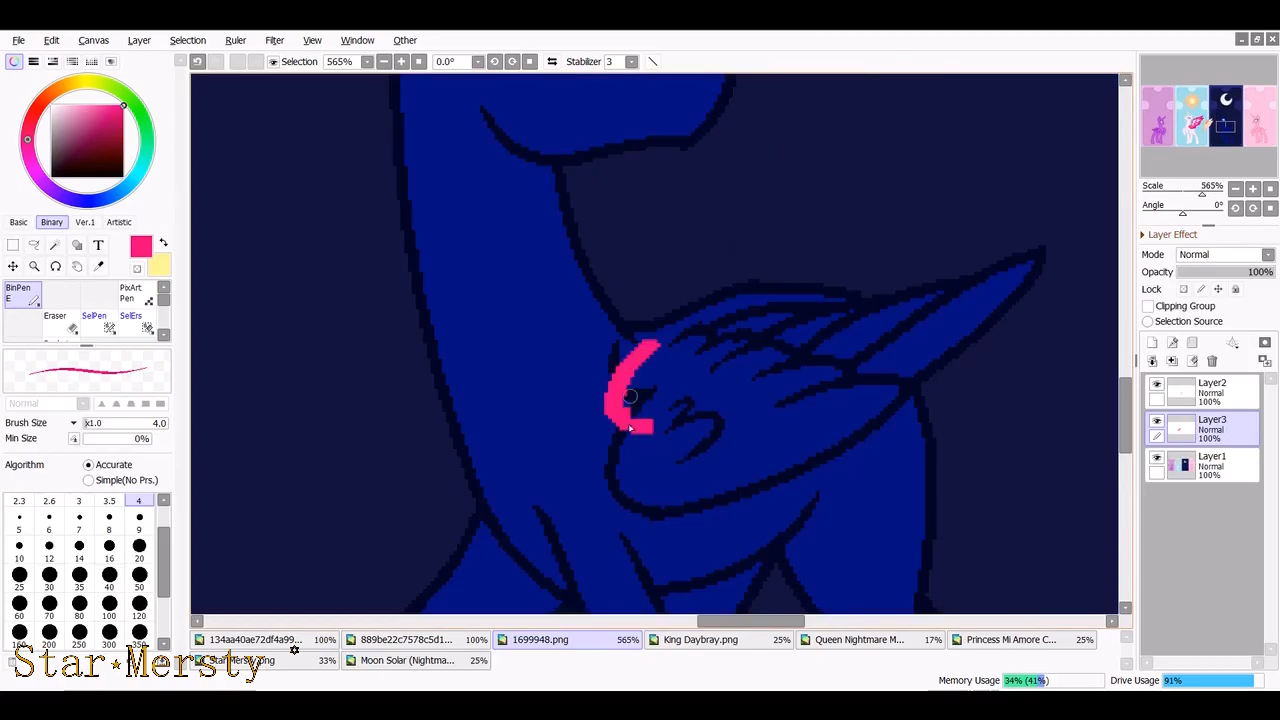 File Edit Canvas Layer Selection Ruler Filter View Window Other
Selection 565% 0.0° Stabilizer 3
Basic Binary Ver.1 Artistic
T
BinPen PixArt
E Pen
Eraser SelPen SelErs
Normal
Brush Size x1.0 4.0
Min Size 0%
Algorithm Accurate
Simple(No Prs.)
2.3 2.6 3 3.5 4
5 6 7 8 9
10 12 14 16 20
25 30 35 40 50
60 70 80 100 120
160 200
Scale 565%
Angle 0°
Layer Effect
Mode Normal
Opacity 100%
Lock
Clipping Group
Selection Source
Layer2
Normal
100%
Layer3
Normal
100%
Layer1
Normal
100%
134aa40ae72df4a99... 100% 889be22c7578c5d1... 100% 1699948.png 565% King Daybray.png 25% Queen Nightmare M... 17% Princess Mi Amore C... 25%
33% Moon Solar (Nightma... 25%
Star★Mersty
Memory Usage 34% (41%) Drive Usage 91%